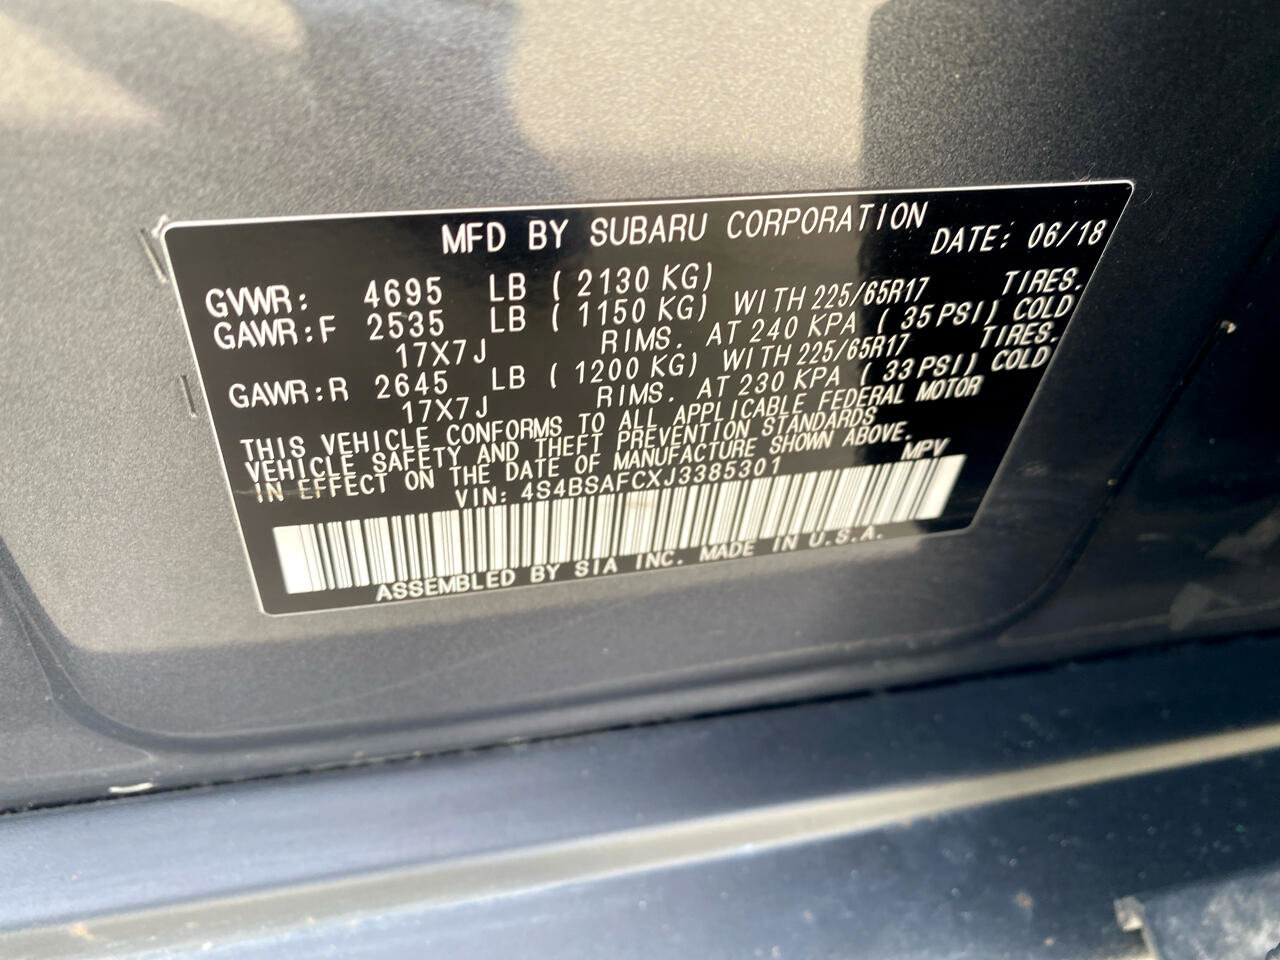 MFD BY SUBARU CORPORATION DATE: 06/18
GVWR: 4695 LB ( 2130 KG)
GAWR:F 2535 LB ( 1150 KG) WITH 225/65R17 TIRES.
17X7J RIMS. AT 240 KPA ( 35 PSI) COLD
GAWR:R 2645 LB ( 1200 KG) WITH 225/65R17 TIRES.
17X7J RIMS. AT 230 KPA ( 33 PSI) COLD
THIS VEHICLE CONFORMS TO ALL APPLICABLE FEDERAL MOTOR
VEHICLE SAFETY AND THEFT PREVENTION STANDARDS
IN EFFECT ON THE DATE OF MANUFACTURE SHOWN ABOVE.
VIN: 4S4BSAFCXJ3385301 MPV
ASSEMBLED BY SIA INC. MADE IN U.S.A.